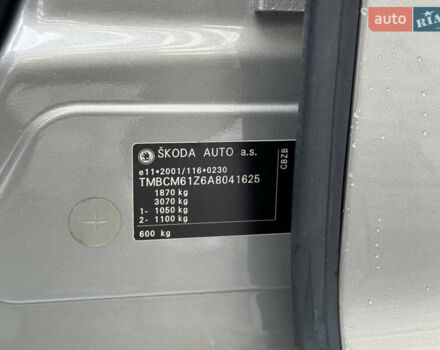 auto RIA
ŠKODA AUTO a.s.
e11*2001/116*0230
TMBCM61Z6A8041625
1870 kg
3070 kg
1- 1050 kg
2- 1100 kg
600 kg
CBZB